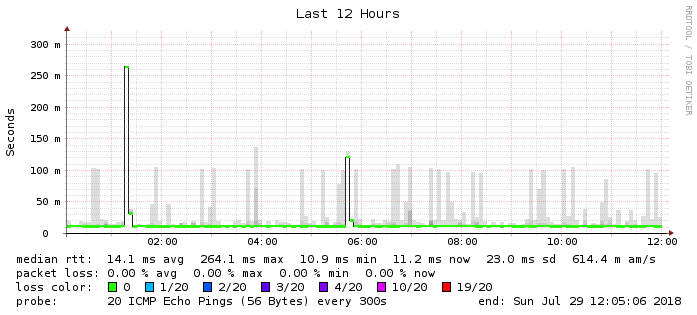 Last 12 Hours
RRDTOOL / TOBI OETIKER
Seconds
300 m
250 m
200 m
150 m
100 m
50 m
0
02:00 04:00 06:00 08:00 10:00 12:00
median rtt: 14.1 ms avg 264.1 ms max 10.9 ms min 11.2 ms now 23.0 ms sd 614.4 m am/s
packet loss: 0.00 % avg 0.00 % max 0.00 % min 0.00 % now
loss color: 0 1/20 2/20 3/20 4/20 10/20 19/20
probe: 20 ICMP Echo Pings (56 Bytes) every 300s end: Sun Jul 29 12:05:06 2018